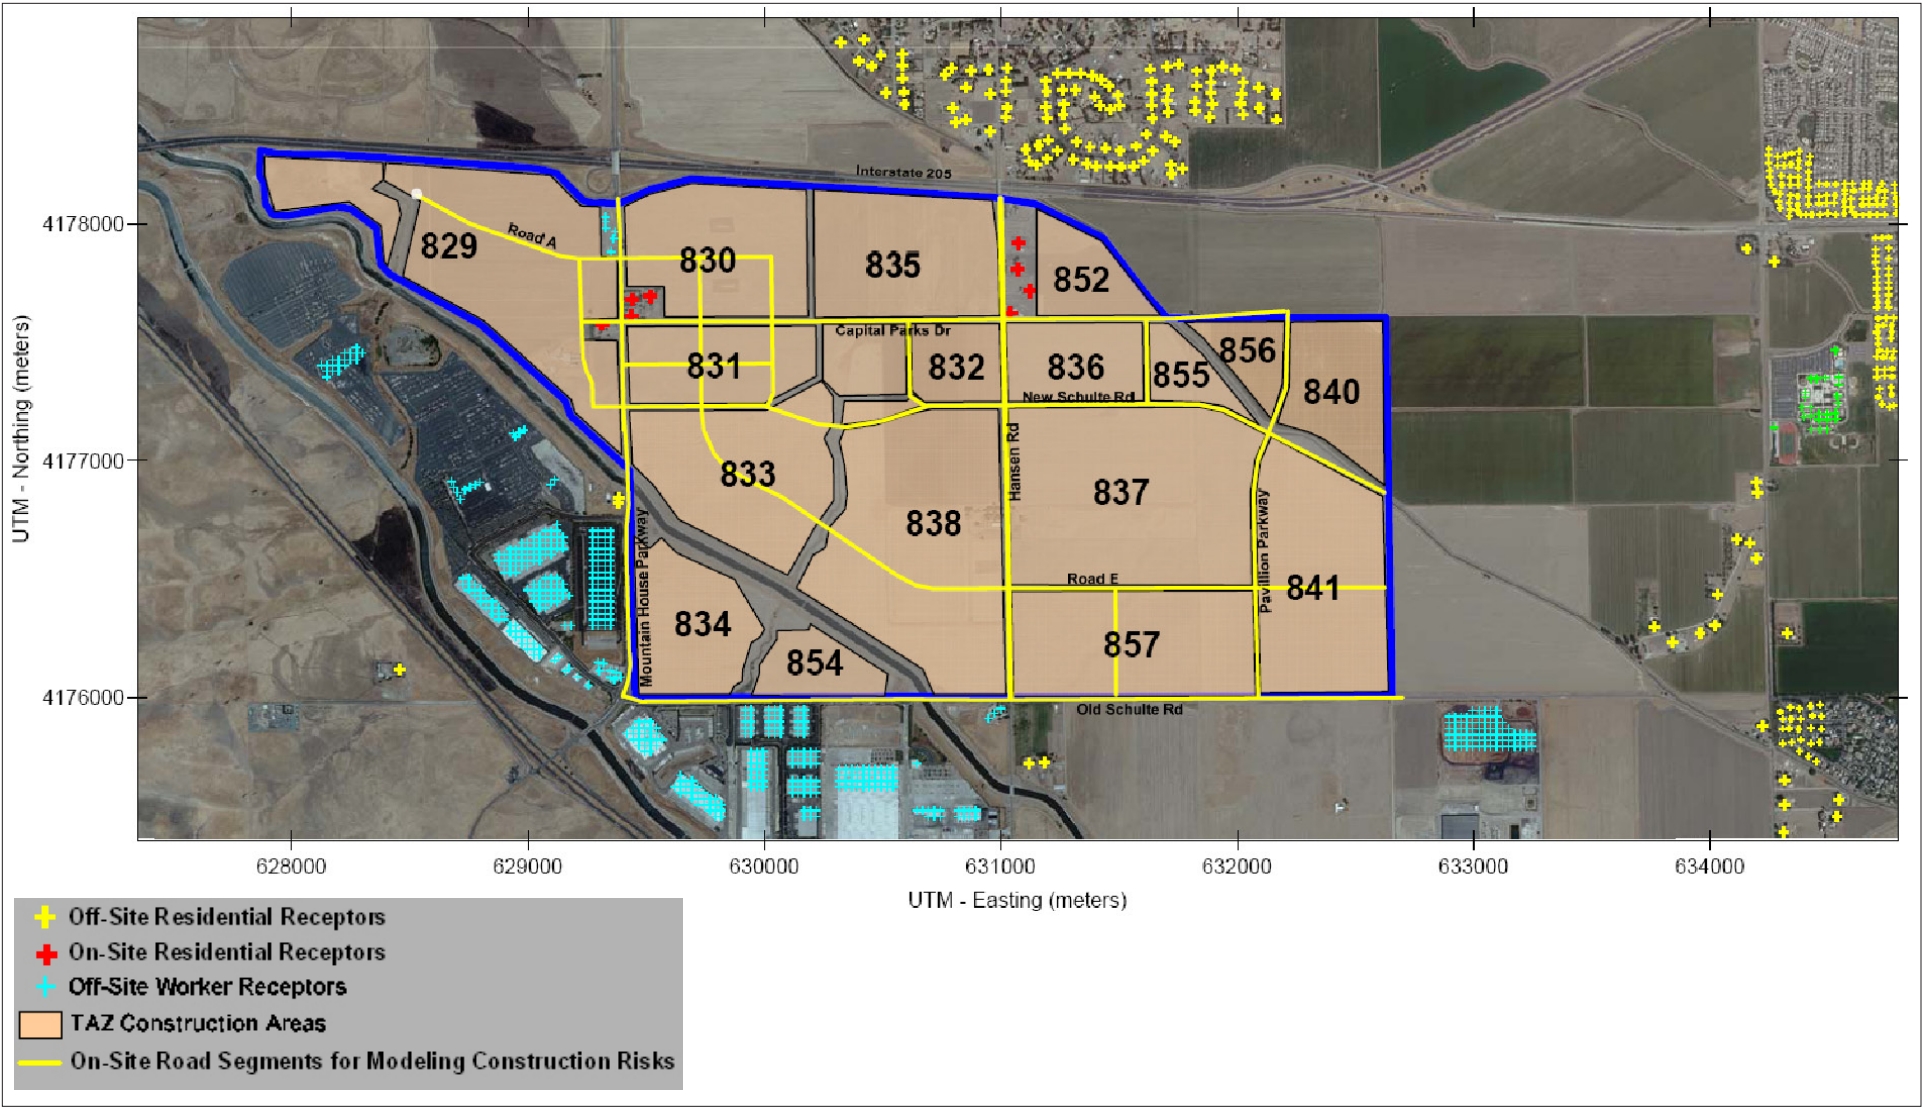 Interstate 205
4178000
829
Road A
830
835
852
Capital Parks Dr
831
832
836
855
856
840
New Schulte Rd
4177000
UTM - Northing (meters)
833
838
Hansen Rd
837
Pavillion Parkway
Mountain House Parkway
Road E
841
834
854
857
4176000
Old Schulte Rd
628000
629000
630000
631000
632000
633000
634000
UTM - Easting (meters)
Off-Site Residential Receptors
On-Site Residential Receptors
Off-Site Worker Receptors
TAZ Construction Areas
On-Site Road Segments for Modeling Construction Risks